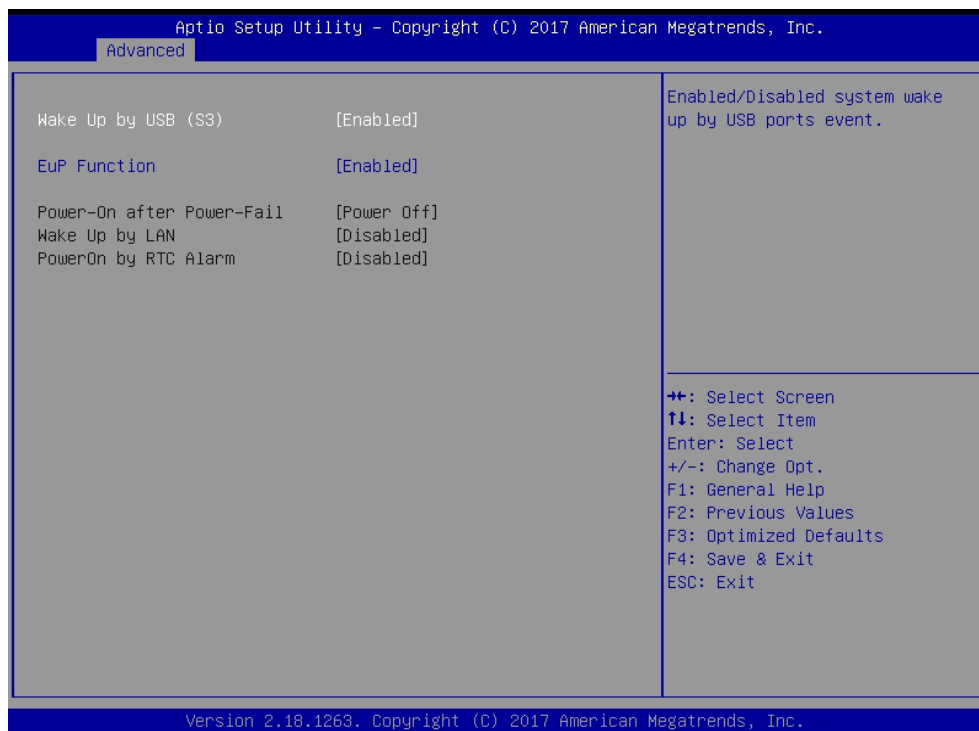 Aptio Setup Utility – Copyright (C) 2017 American Megatrends, Inc.
Advanced
Wake Up by USB (S3) [Enabled]
EuP Function [Enabled]
Power-On after Power-Fail [Power Off]
Wake Up by LAN [Disabled]
PowerOn by RTC Alarm [Disabled]
Enabled/Disabled system wake
up by USB ports event.
→←: Select Screen
↑↓: Select Item
Enter: Select
+/-: Change Opt.
F1: General Help
F2: Previous Values
F3: Optimized Defaults
F4: Save & Exit
ESC: Exit
Version 2.18.1263. Copyright (C) 2017 American Megatrends, Inc.